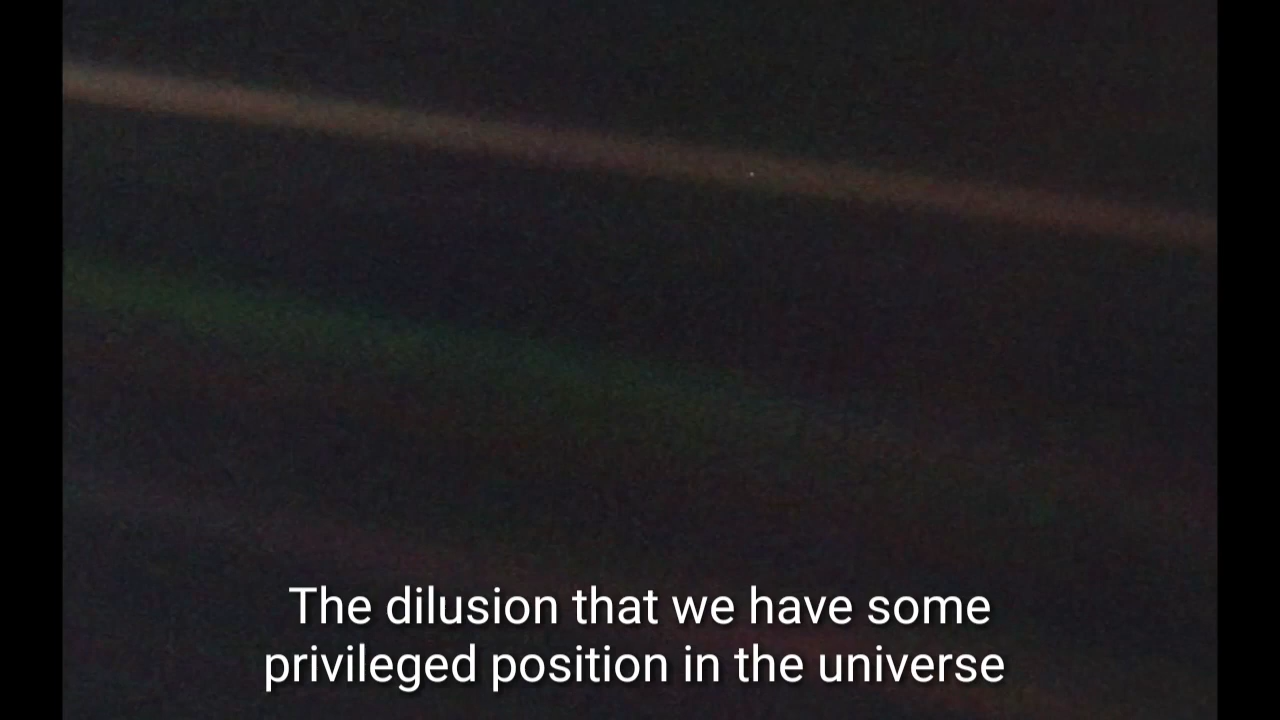 The dilusion that we have some
privileged position in the universe